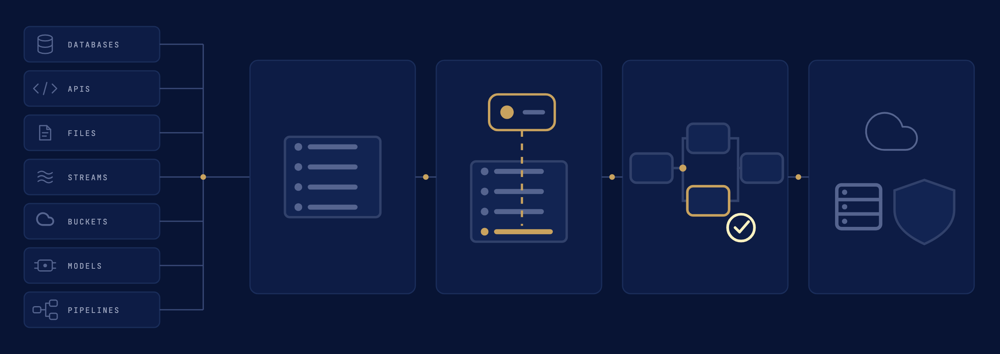 DATABASES
APIS
FILES
STREAMS
BUCKETS
MODELS
PIPELINES